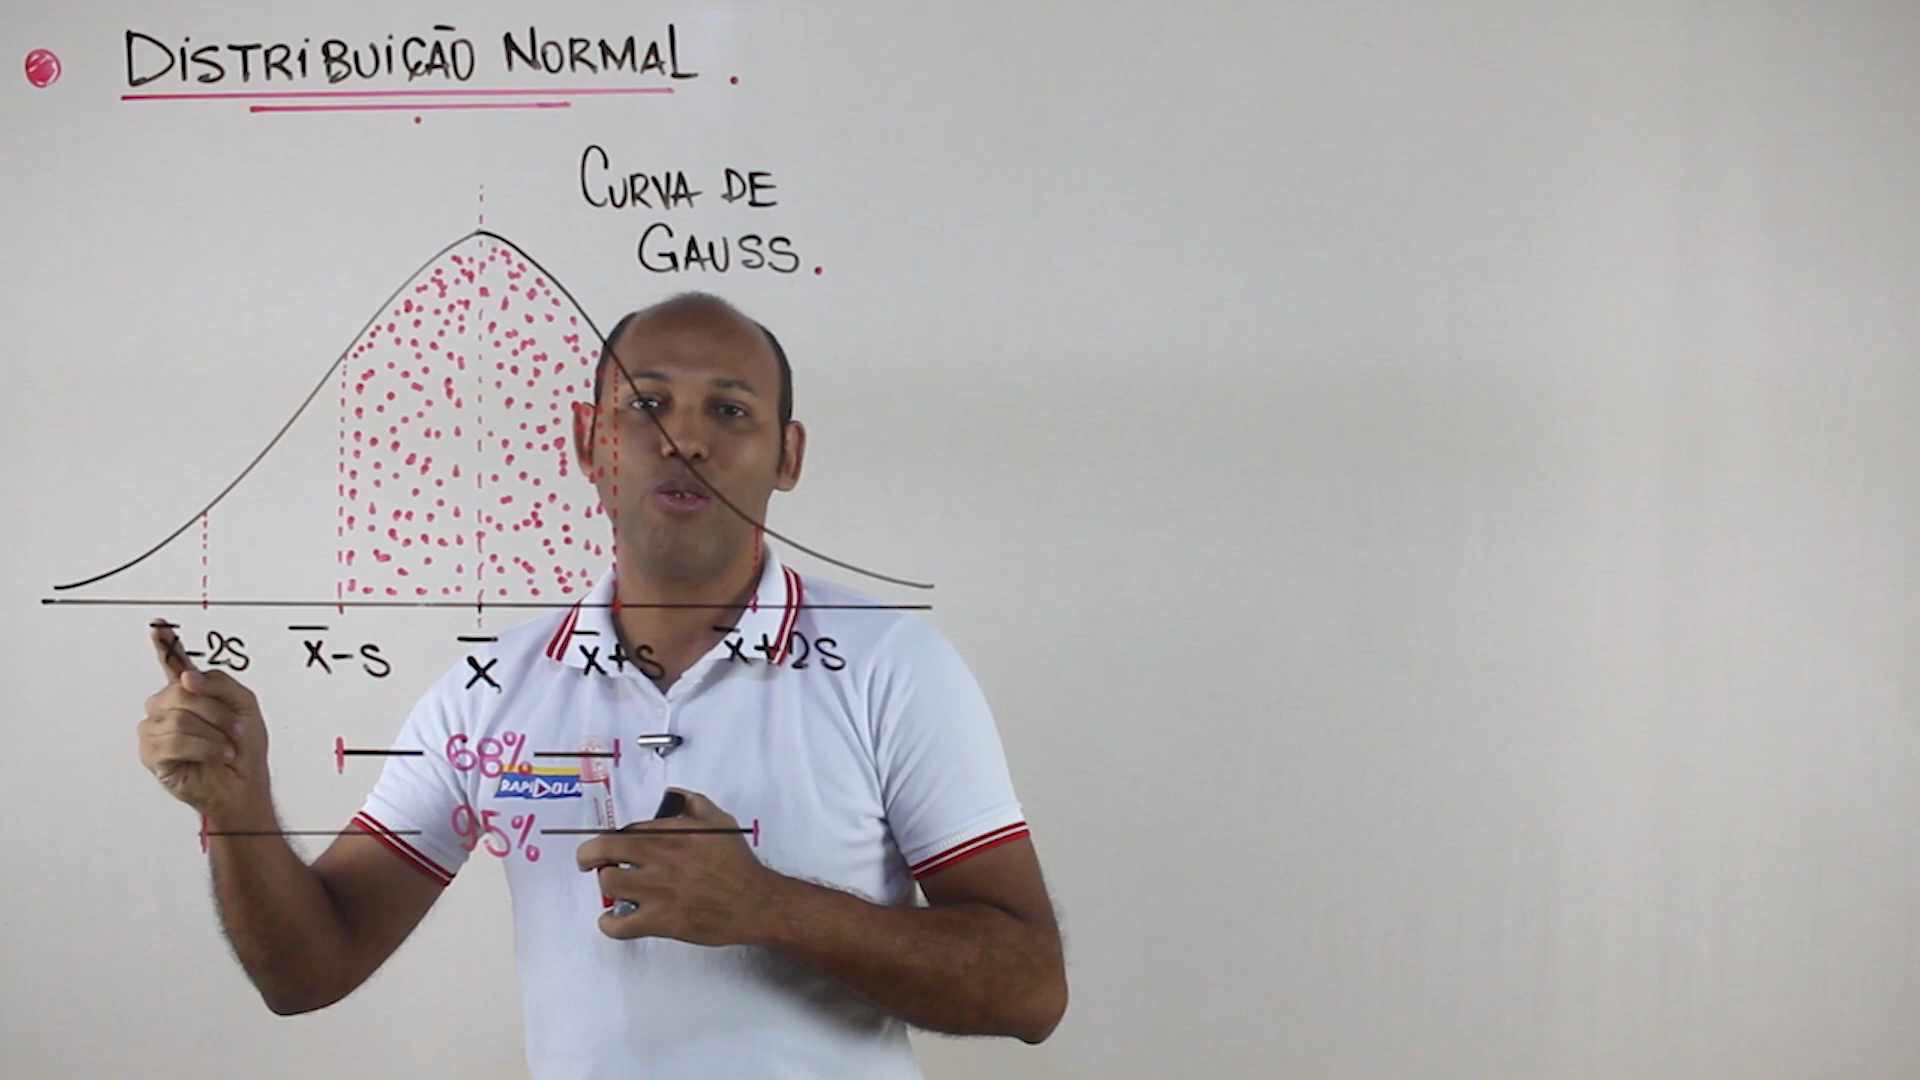 DISTRIBUIÇÃO NORMAL.
CURVA DE
GAUSS.
x̄-2s x̄-s x̄ x̄+s x̄+2s
68%
RAPIDOLA
95%